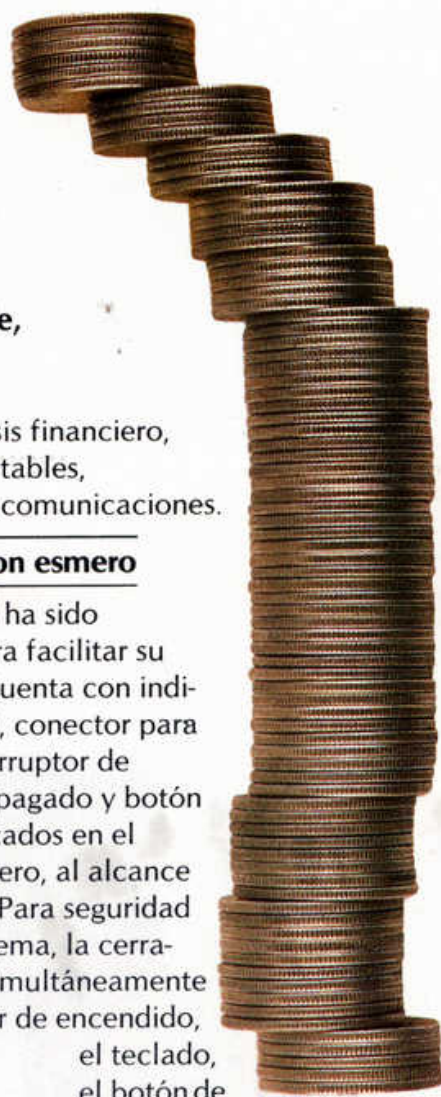 e,
sis financiero,
tables,
comunicaciones.
on esmero
ha sido
ra facilitar su
uenta con indi-
, conector para
rruptor de
pagado y botón
ados en el
ero, al alcance
Para seguridad
ema, la cerra-
multáneamente
r de encendido,
el teclado,
el botón de